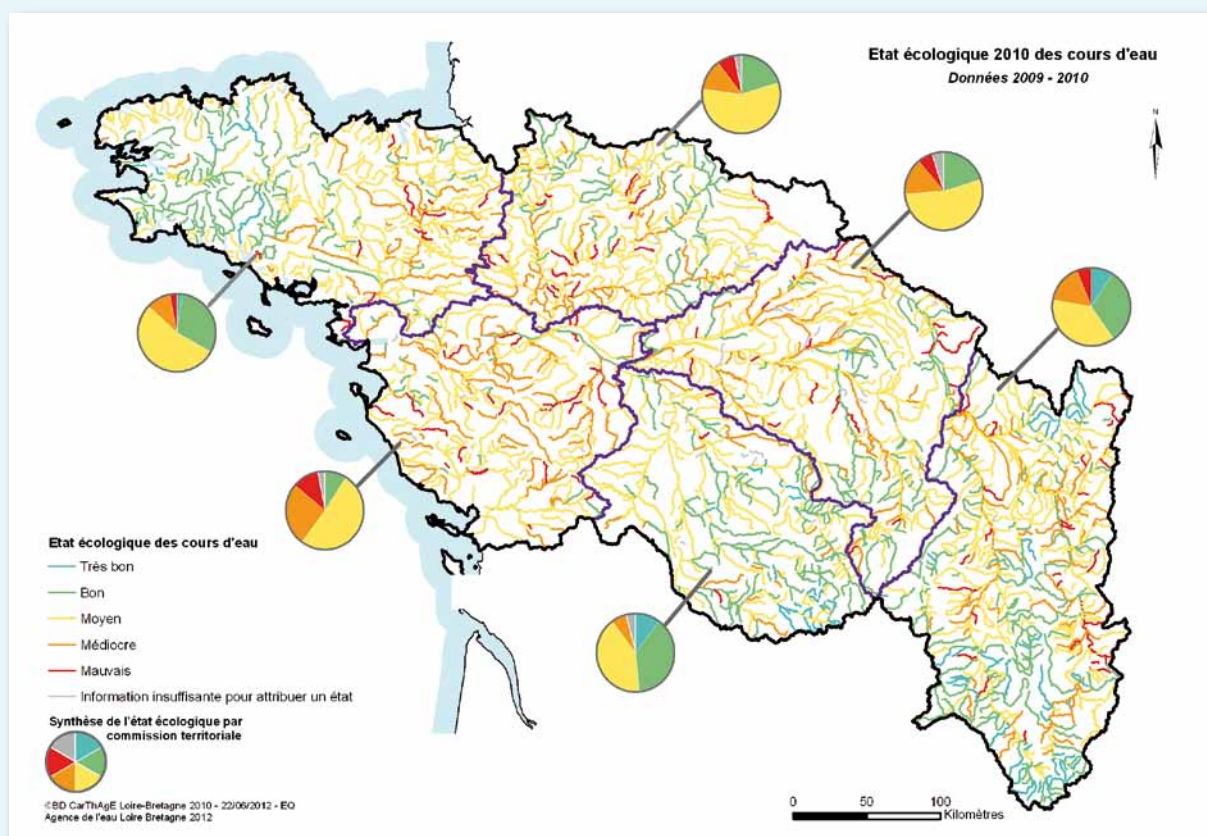 Etat écologique 2010 des cours d'eau
Données 2009 - 2010
N
Etat écologique des cours d'eau
Très bon
Bon
Moyen
Médiocre
Mauvais
Information insuffisante pour attribuer un état
Synthèse de l'état écologique par
commission territoriale
©BD CarThAgE Loire-Bretagne 2010 - 22/06/2012 - EQ
Agence de l'eau Loire Bretagne 2012
0 50 100
Kilomètres